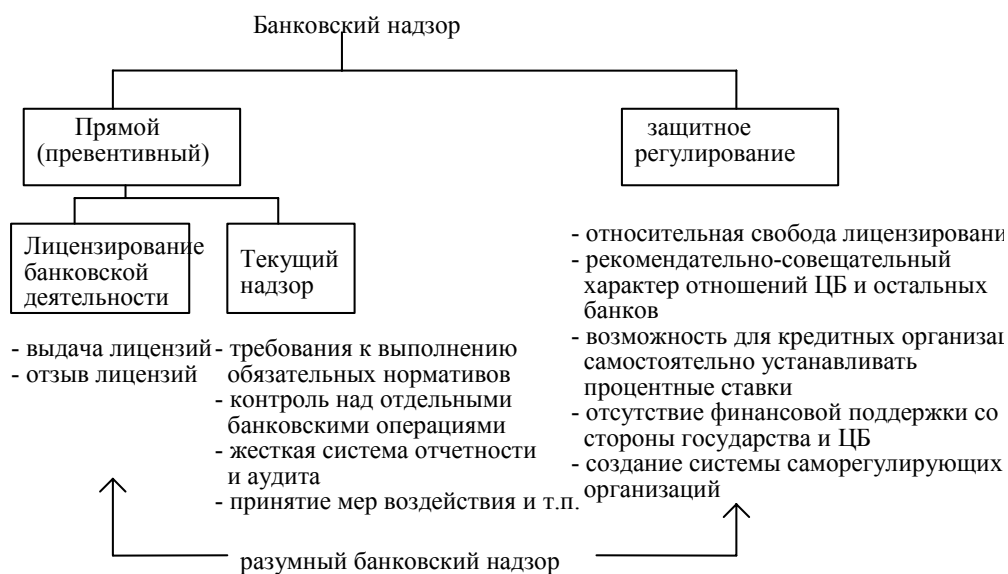 Банковский надзор
Прямой
(превентивный)
защитное
регулирование
Лицензирование
банковской
деятельности
Текущий
надзор
- выдача лицензий
- отзыв лицензий
- требования к выполнению
обязательных нормативов
- контроль над отдельными
банковскими операциями
- жесткая система отчетности
и аудита
- принятие мер воздействия и т.п.
- относительная свобода лицензировани
- рекомендательно-совещательный
характер отношений ЦБ и остальных
банков
- возможность для кредитных организац
самостоятельно устанавливать
процентные ставки
- отсутствие финансовой поддержки со
стороны государства и ЦБ
- создание системы саморегулирующих
организаций
разумный банковский надзор